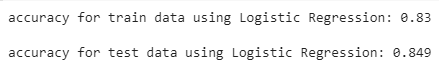 accuracy for train data using Logistic Regression: 0.83
accuracy for test data using Logistic Regression: 0.849